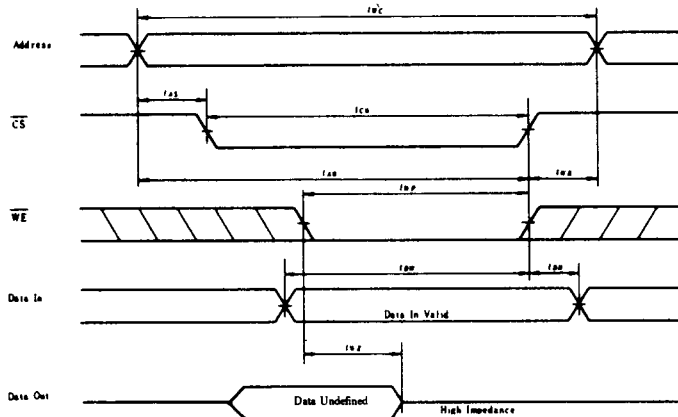 tWC
Address
tAS
tCW
CS
tAW
tWR
tWP
WE
tDW
tDH
Data In
Data In Valid
tWZ
Data Out
Data Undefined
High Impedance